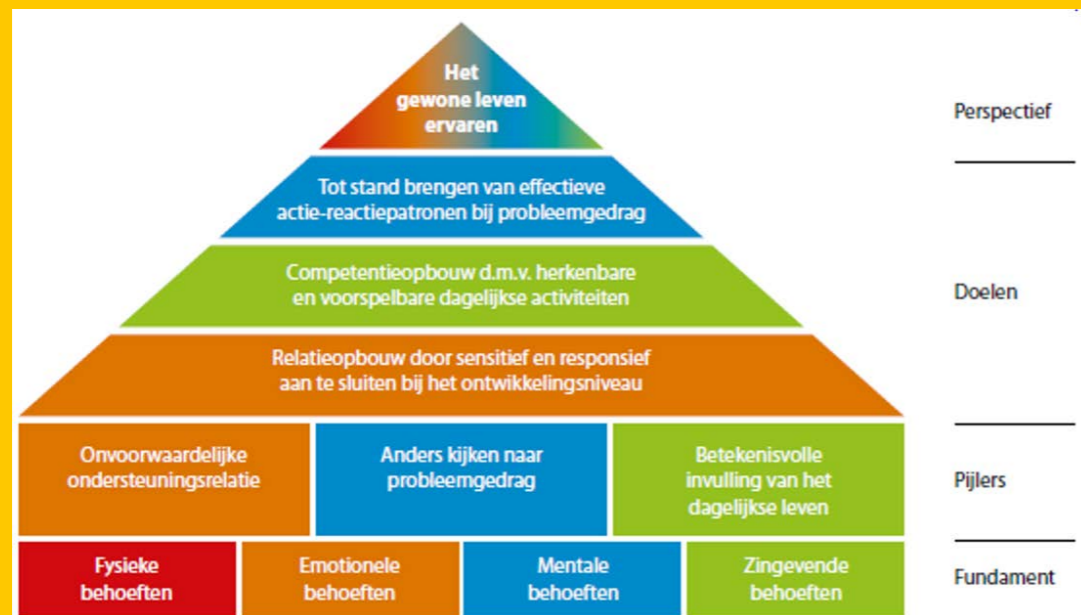 Het
gewone leven
ervaren
Perspectief
Tot stand brengen van effectieve
actie-reactiepatronen bij probleemgedrag
Competentieopbouw d.m.v. herkenbare
en voorspelbare dagelijkse activiteiten
Doelen
Relatieopbouw door sensitief en responsief
aan te sluiten bij het ontwikkelingsniveau
Onvoorwaardelijke
ondersteuningsrelatie
Anders kijken naar
probleemgedrag
Betekenisvolle
invulling van het
dagelijkse leven
Pijlers
Fysieke
behoeften
Emotionele
behoeften
Mentale
behoeften
Zingevende
behoeften
Fundament